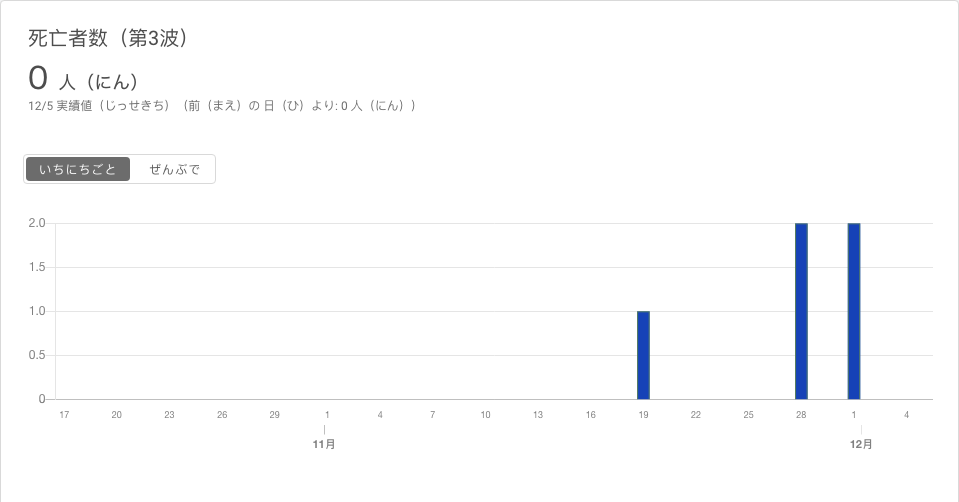 死亡者数（第3波）
0 人（にん）
12/5 実績値（じっせきち）（前（まえ）の 日（ひ）より: 0 人（にん））
いちにちごと ぜんぶで
2.0
1.5
1.0
0.5
0
17 20 23 26 29 1 4 7 10 13 16 19 22 25 28 1 4
11月 12月